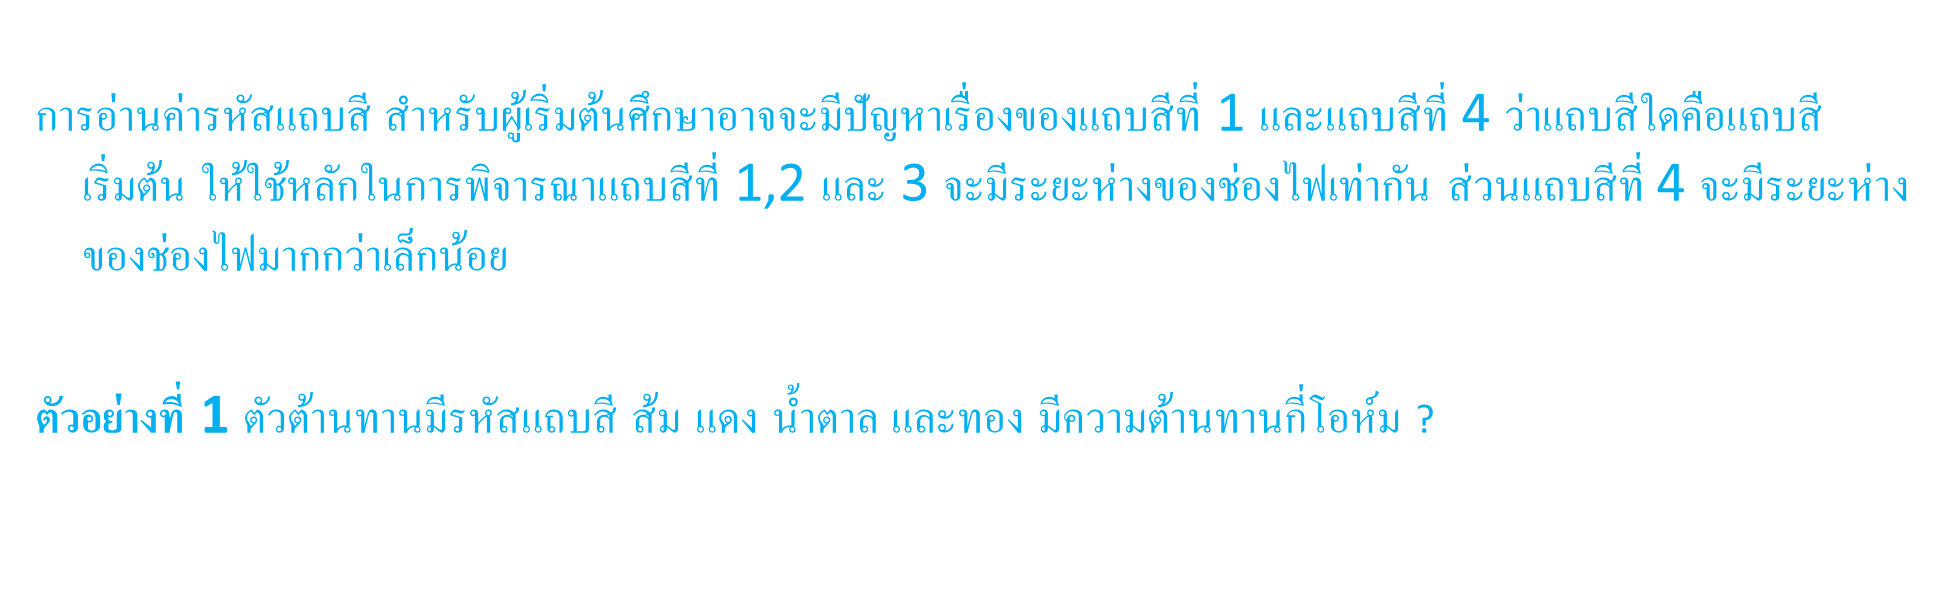 การอ่านค่ารหัสแถบสี สำหรับผู้เริ่มต้นศึกษาอาจจะมีปัญหาเรื่องของแถบสีที่ 1 และแถบสีที่ 4 ว่าแถบสีใดคือแถบสี
เริ่มต้น ให้ใช้หลักในการพิจารณาแถบสีที่ 1,2 และ 3 จะมีระยะห่างของช่องไฟเท่ากัน ส่วนแถบสีที่ 4 จะมีระยะห่าง
ของช่องไฟมากกว่าเล็กน้อย
ตัวอย่างที่ 1 ตัวต้านทานมีรหัสแถบสี ส้ม แดง น้ำตาล และทอง มีความต้านทานกี่โอห์ม ?